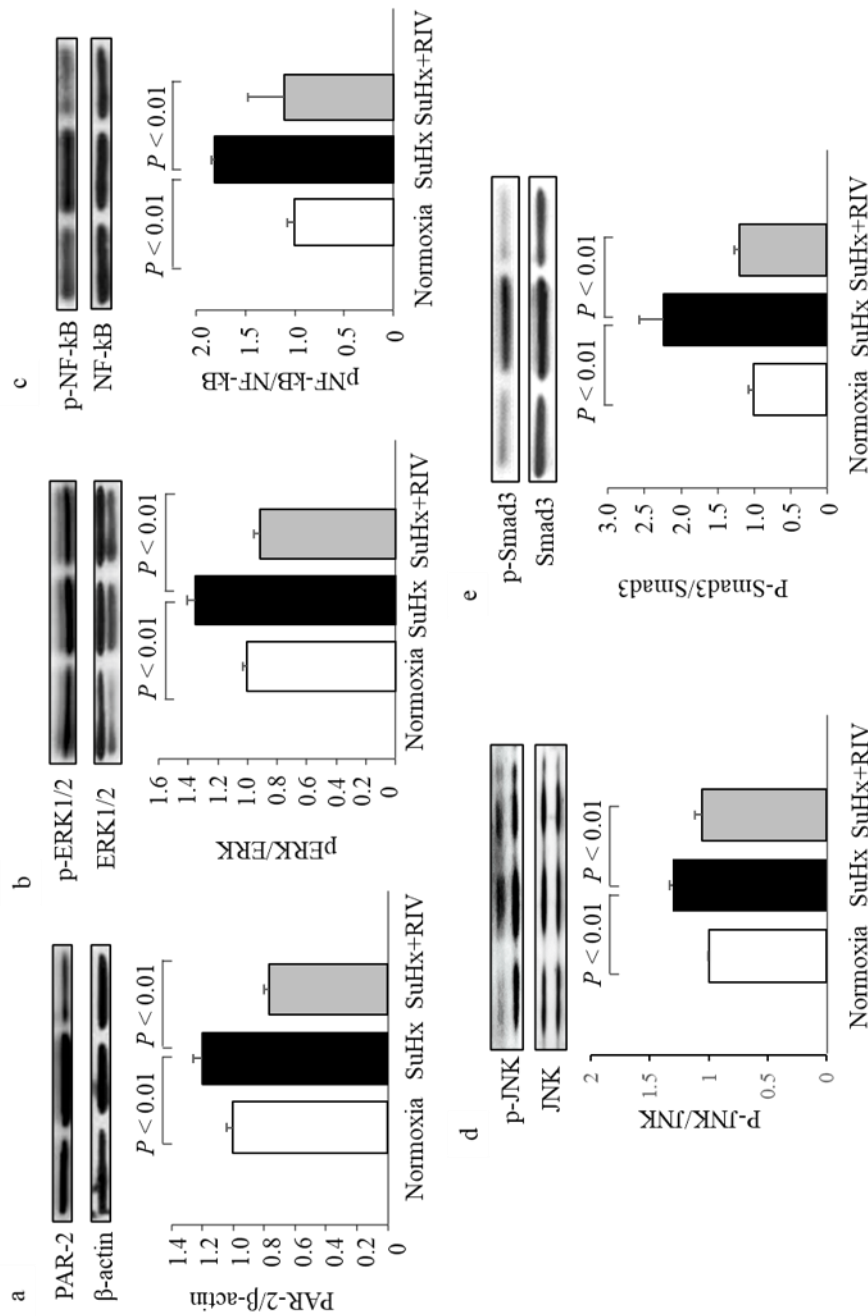 a
PAR-2
β-actin
PAR-2/β-actin
1.4
1.2
1.0
0.8
0.6
0.4
0.2
0
P < 0.01
P < 0.01
Normoxia SuHx SuHx+RIV
b
p-ERK1/2
ERK1/2
pERK/ERK
1.6
1.4
1.2
1.0
0.8
0.6
0.4
0.2
0
P < 0.01
P < 0.01
Normoxia SuHx SuHx+RIV
c
p-NF-kB
NF-kB
pNF-kB/NF-kB
2.0
1.5
1.0
0.5
0
P < 0.01
P < 0.01
Normoxia SuHx SuHx+RIV
d
p-JNK
JNK
P-JNK/JNK
2
1.5
1
0.5
0
P < 0.01
P < 0.01
Normoxia SuHx SuHx+RIV
e
p-Smad3
Smad3
P-Smad3/Smad3
3.0
2.5
2.0
1.5
1.0
0.5
0
P < 0.01
P < 0.01
Normoxia SuHx SuHx+RIV